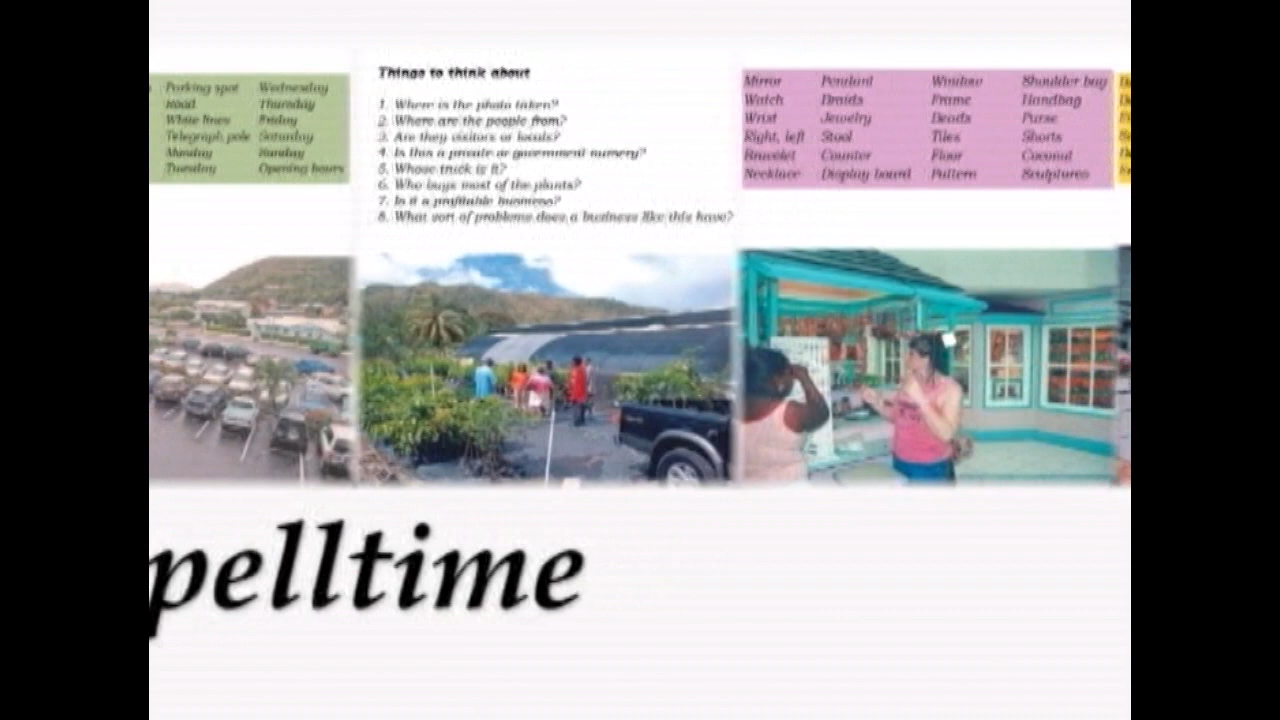 Parking spot Wednesday
Road Thursday
White lines Friday
Telegraph pole Saturday
Monday Sunday
Tuesday Opening hours
Things to think about
1. Where is the photo taken?
2. Where are the people from?
3. Are they visitors or locals?
4. Is this a private or government nursery?
5. Whose truck is it?
6. Who buys most of the plants?
7. Is it a profitable business?
8. What sort of problems does a business like this have?
Mirror Pendant Window Shoulder bag
Watch Braids Frame Handbag
Wrist Jewelry Beads Purse
Right, left Stool Tiles Shorts
Bracelet Counter Floor Coconut
Necklace Display board Pattern Sculptures
pelltime